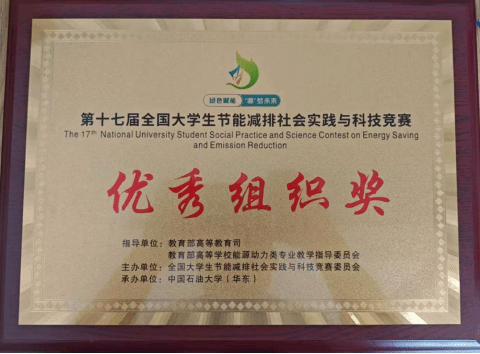 绿色赋能 "碳"楚未来
第十七届全国大学生节能减排社会实践与科技竞赛
The 17th National University Student Social Practice and Science Contest on Energy Saving
and Emission Reduction
优秀组织奖
指导单位：教育部高等教育司
教育部高等学校能源动力类专业教学指导委员会
主办单位：全国大学生节能减排社会实践与科技竞赛委员会
承办单位：中国石油大学（华东）